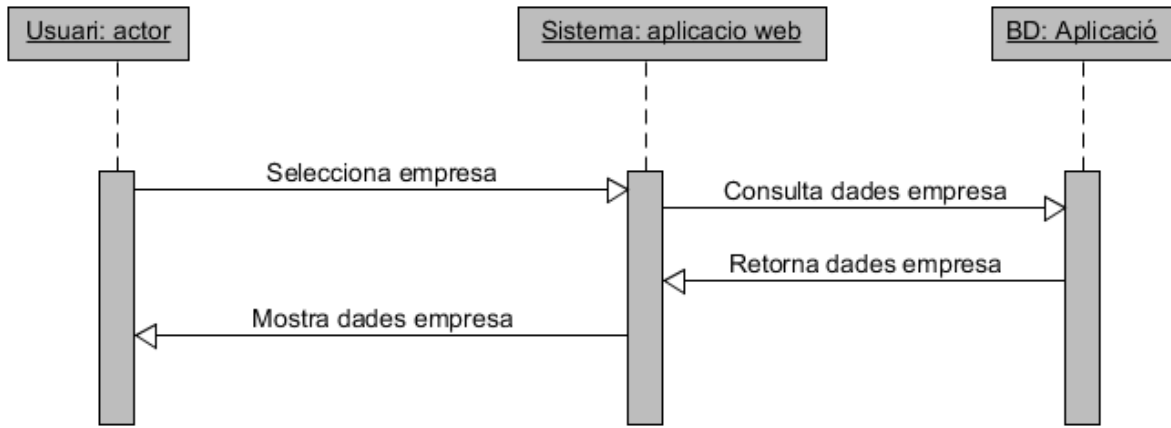 Usuari: actor
Sistema: aplicacio web
BD: Aplicació
Selecciona empresa
Consulta dades empresa
Retorna dades empresa
Mostra dades empresa